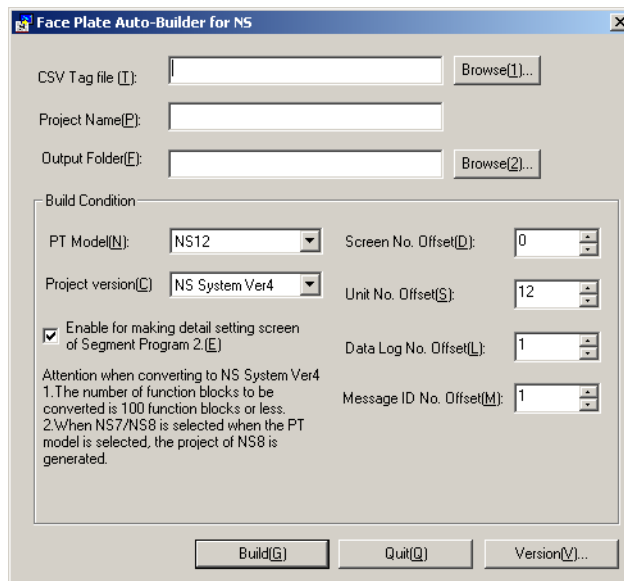 Face Plate Auto-Builder for NS
CSV Tag file (T):
Browse(1)...
Project Name(P):
Output Folder(F):
Browse(2)...
Build Condition
PT Model(N):
NS12
Screen No. Offset(D):
0
Project version(C)
NS System Ver4
Unit No. Offset(S):
12
Enable for making detail setting screen
of Segment Program 2.(E)
Data Log No. Offset(L):
1
Attention when converting to NS System Ver4
1.The number of function blocks to be
converted is 100 function blocks or less.
2.When NS7/NS8 is selected when the PT
model is selected, the project of NS8 is
generated.
Message ID No. Offset(M):
1
Build(G)
Quit(Q)
Version(V)...